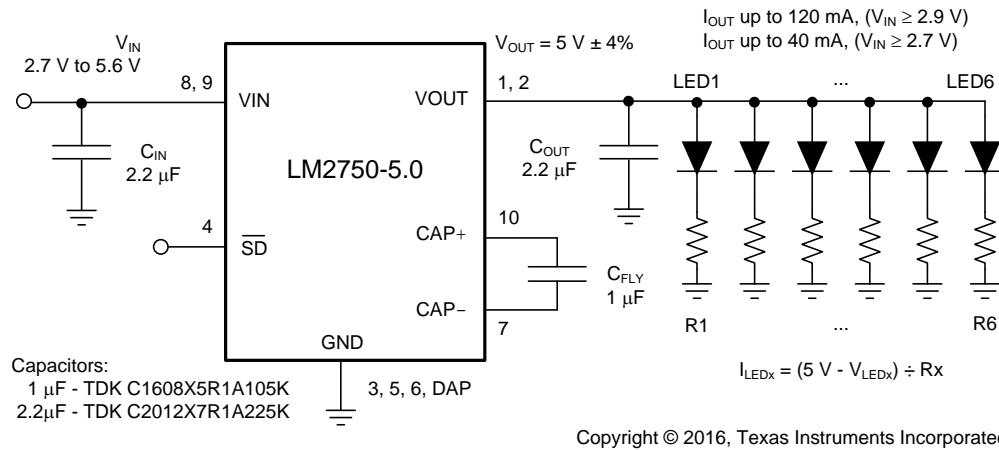 I_OUT up to 120 mA, (V_IN ≥ 2.9 V)
I_OUT up to 40 mA, (V_IN ≥ 2.7 V)
V_IN
2.7 V to 5.6 V
V_OUT = 5 V ± 4%
8, 9
VIN
VOUT
1, 2
LED1
...
LED6
C_IN
2.2 µF
LM2750-5.0
C_OUT
2.2 µF
4
SD
CAP+
10
C_FLY
1 µF
CAP−
7
GND
R1
...
R6
3, 5, 6, DAP
I_LEDx = (5 V - V_LEDx) ÷ Rx
Capacitors:
1 µF - TDK C1608X5R1A105K
2.2µF - TDK C2012X7R1A225K
Copyright © 2016, Texas Instruments Incorporated